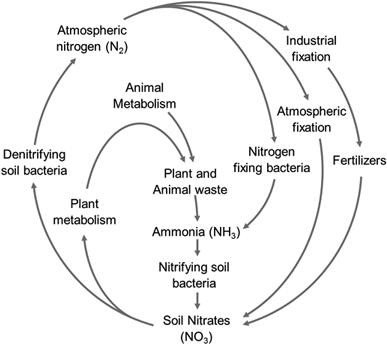 Atmospheric
nitrogen (N₂)
Industrial
fixation
Animal
Metabolism
Atmospheric
fixation
Denitrifying
soil bacteria
Plant and
Animal waste
Nitrogen
fixing bacteria
Fertilizers
Plant
metabolism
Ammonia (NH₃)
Nitrifying soil
bacteria
Soil Nitrates
(NO₃)